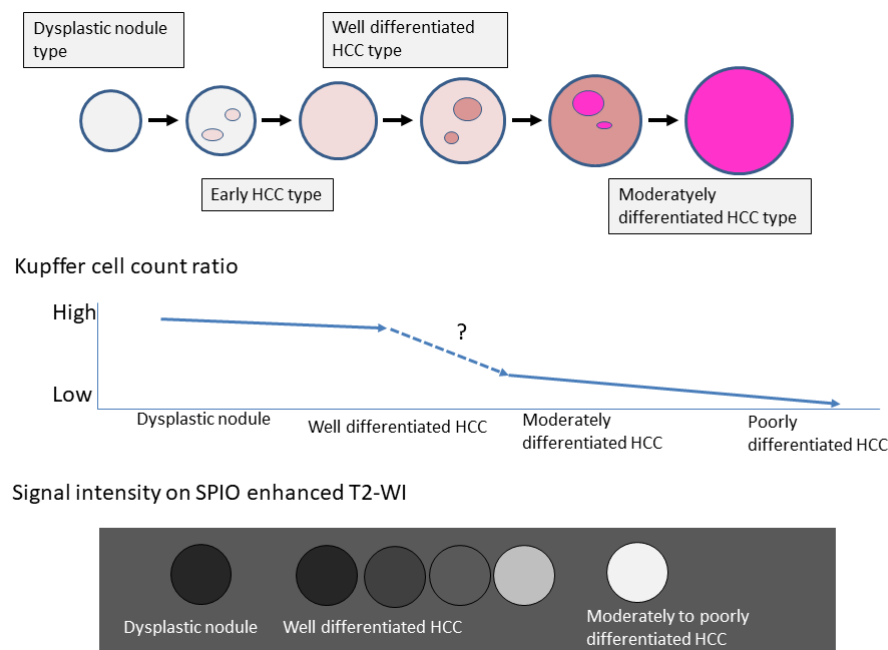 Dysplastic nodule
type
Well differentiated
HCC type
Early HCC type
Moderatyely
differentiated HCC type
Kupffer cell count ratio
High
?
Low
Dysplastic nodule
Well differentiated HCC
Moderately
differentiated HCC
Poorly
differentiated HCC
Signal intensity on SPIO enhanced T2-WI
Dysplastic nodule
Well differentiated HCC
Moderately to poorly
differentiated HCC